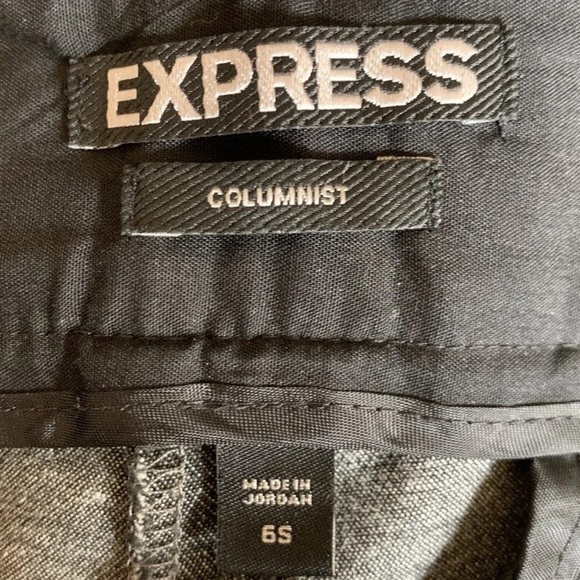 EXPRESS
COLUMNIST
MADE IN
JORDAN
6S